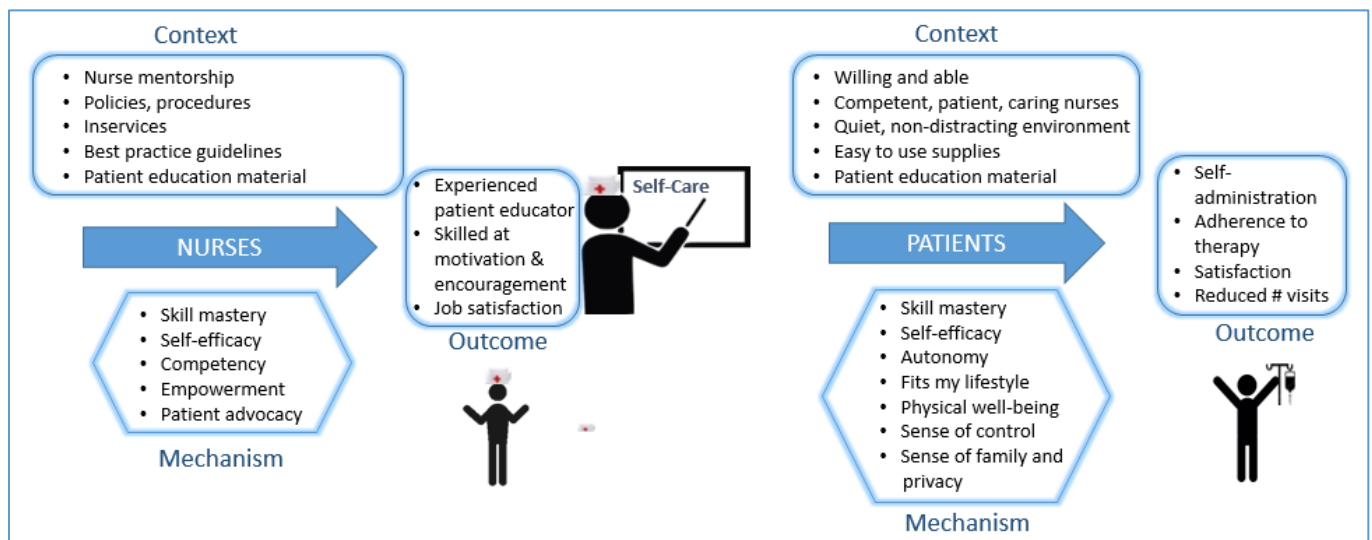 Context
• Nurse mentorship
• Policies, procedures
• Inservices
• Best practice guidelines
• Patient education material
NURSES
• Skill mastery
• Self-efficacy
• Competency
• Empowerment
• Patient advocacy
Mechanism
• Experienced
patient educator
• Skilled at
motivation &
encouragement
• Job satisfaction
Outcome
Self-Care
Context
• Willing and able
• Competent, patient, caring nurses
• Quiet, non-distracting environment
• Easy to use supplies
• Patient education material
PATIENTS
• Skill mastery
• Self-efficacy
• Autonomy
• Fits my lifestyle
• Physical well-being
• Sense of control
• Sense of family and
privacy
Mechanism
• Self-
administration
• Adherence to
therapy
• Satisfaction
• Reduced # visits
Outcome